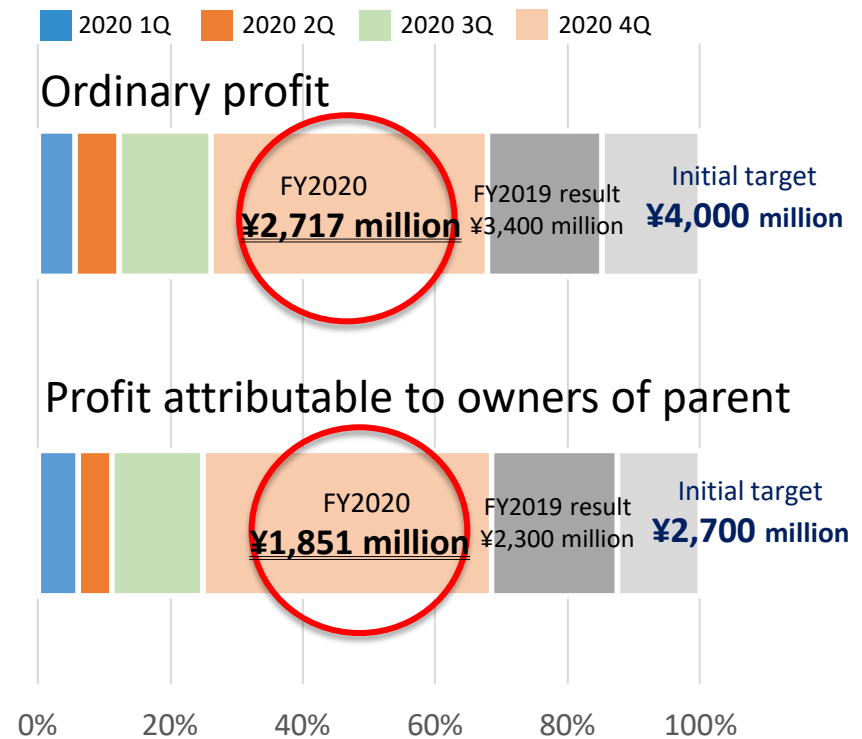 2020 1Q 2020 2Q 2020 3Q 2020 4Q
Ordinary profit
FY2020
¥2,717 million
FY2019 result
¥3,400 million
Initial target
¥4,000 million
Profit attributable to owners of parent
FY2020
¥1,851 million
FY2019 result
¥2,300 million
Initial target
¥2,700 million
0% 20% 40% 60% 80% 100%